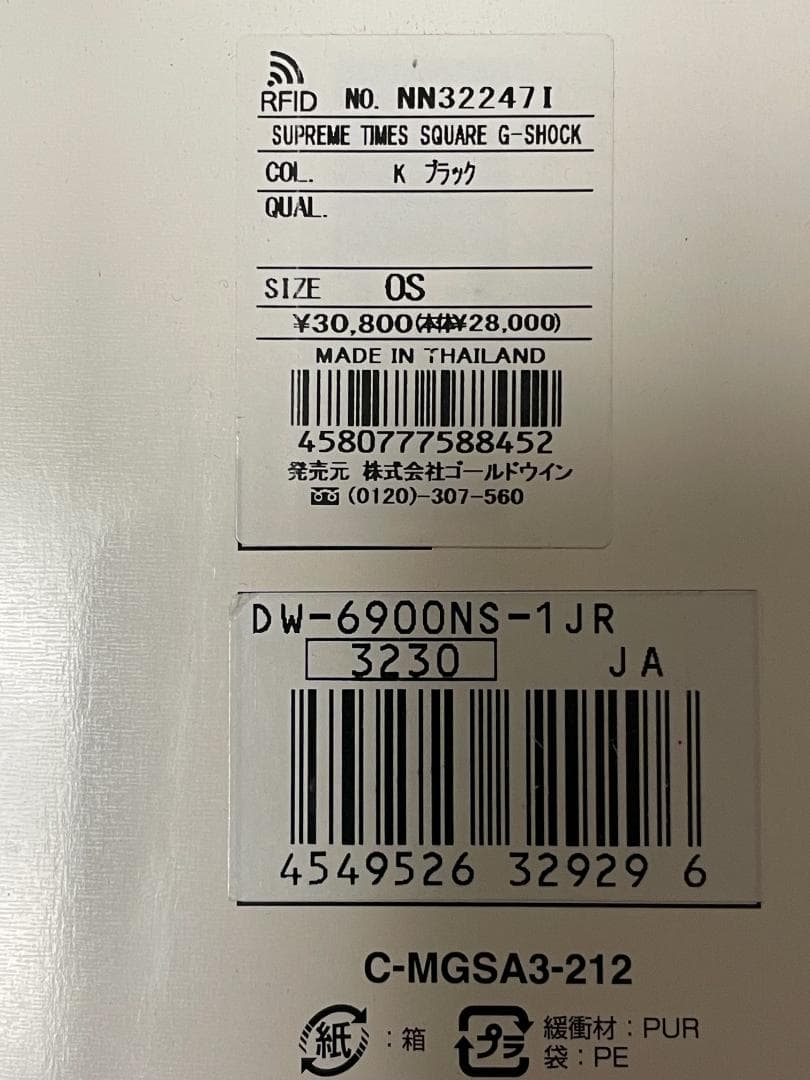 RFID NO. NN32247I
SUPREME TIMES SQUARE G-SHOCK
COL. K ブラック
QUAL.
SIZE OS
¥30,800(本体¥28,000)
MADE IN THAILAND
4580777588452
発売元 株式会社ゴールドウイン
(0120)-307-560
DW-6900NS-1JR
3230 JA
4549526 32929 6
C-MGSA3-212
紙 :箱
プラ 緩衝材:PUR
袋:PE